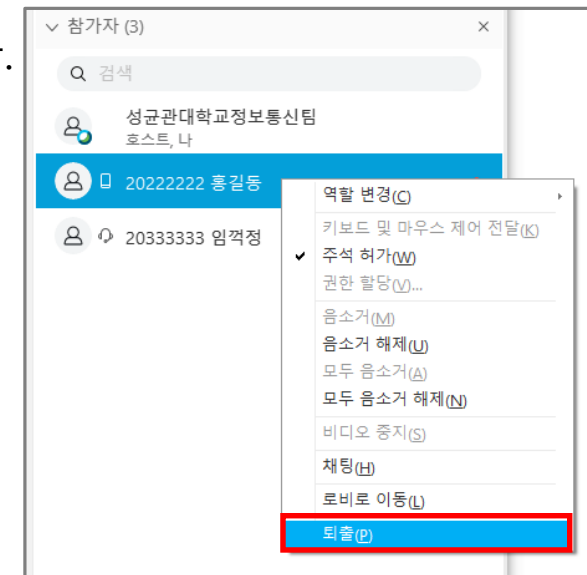 참가자 (3)
검색
성균관대학교정보통신팀
호스트, 나
20222222 홍길동
20333333 임꺽정
역할 변경(C)
키보드 및 마우스 제어 전달(K)
주석 허가(W)
권한 할당(V)...
음소거(M)
음소거 해제(U)
모두 음소거(A)
모두 음소거 해제(N)
비디오 중지(S)
채팅(H)
로비로 이동(L)
퇴출(P)